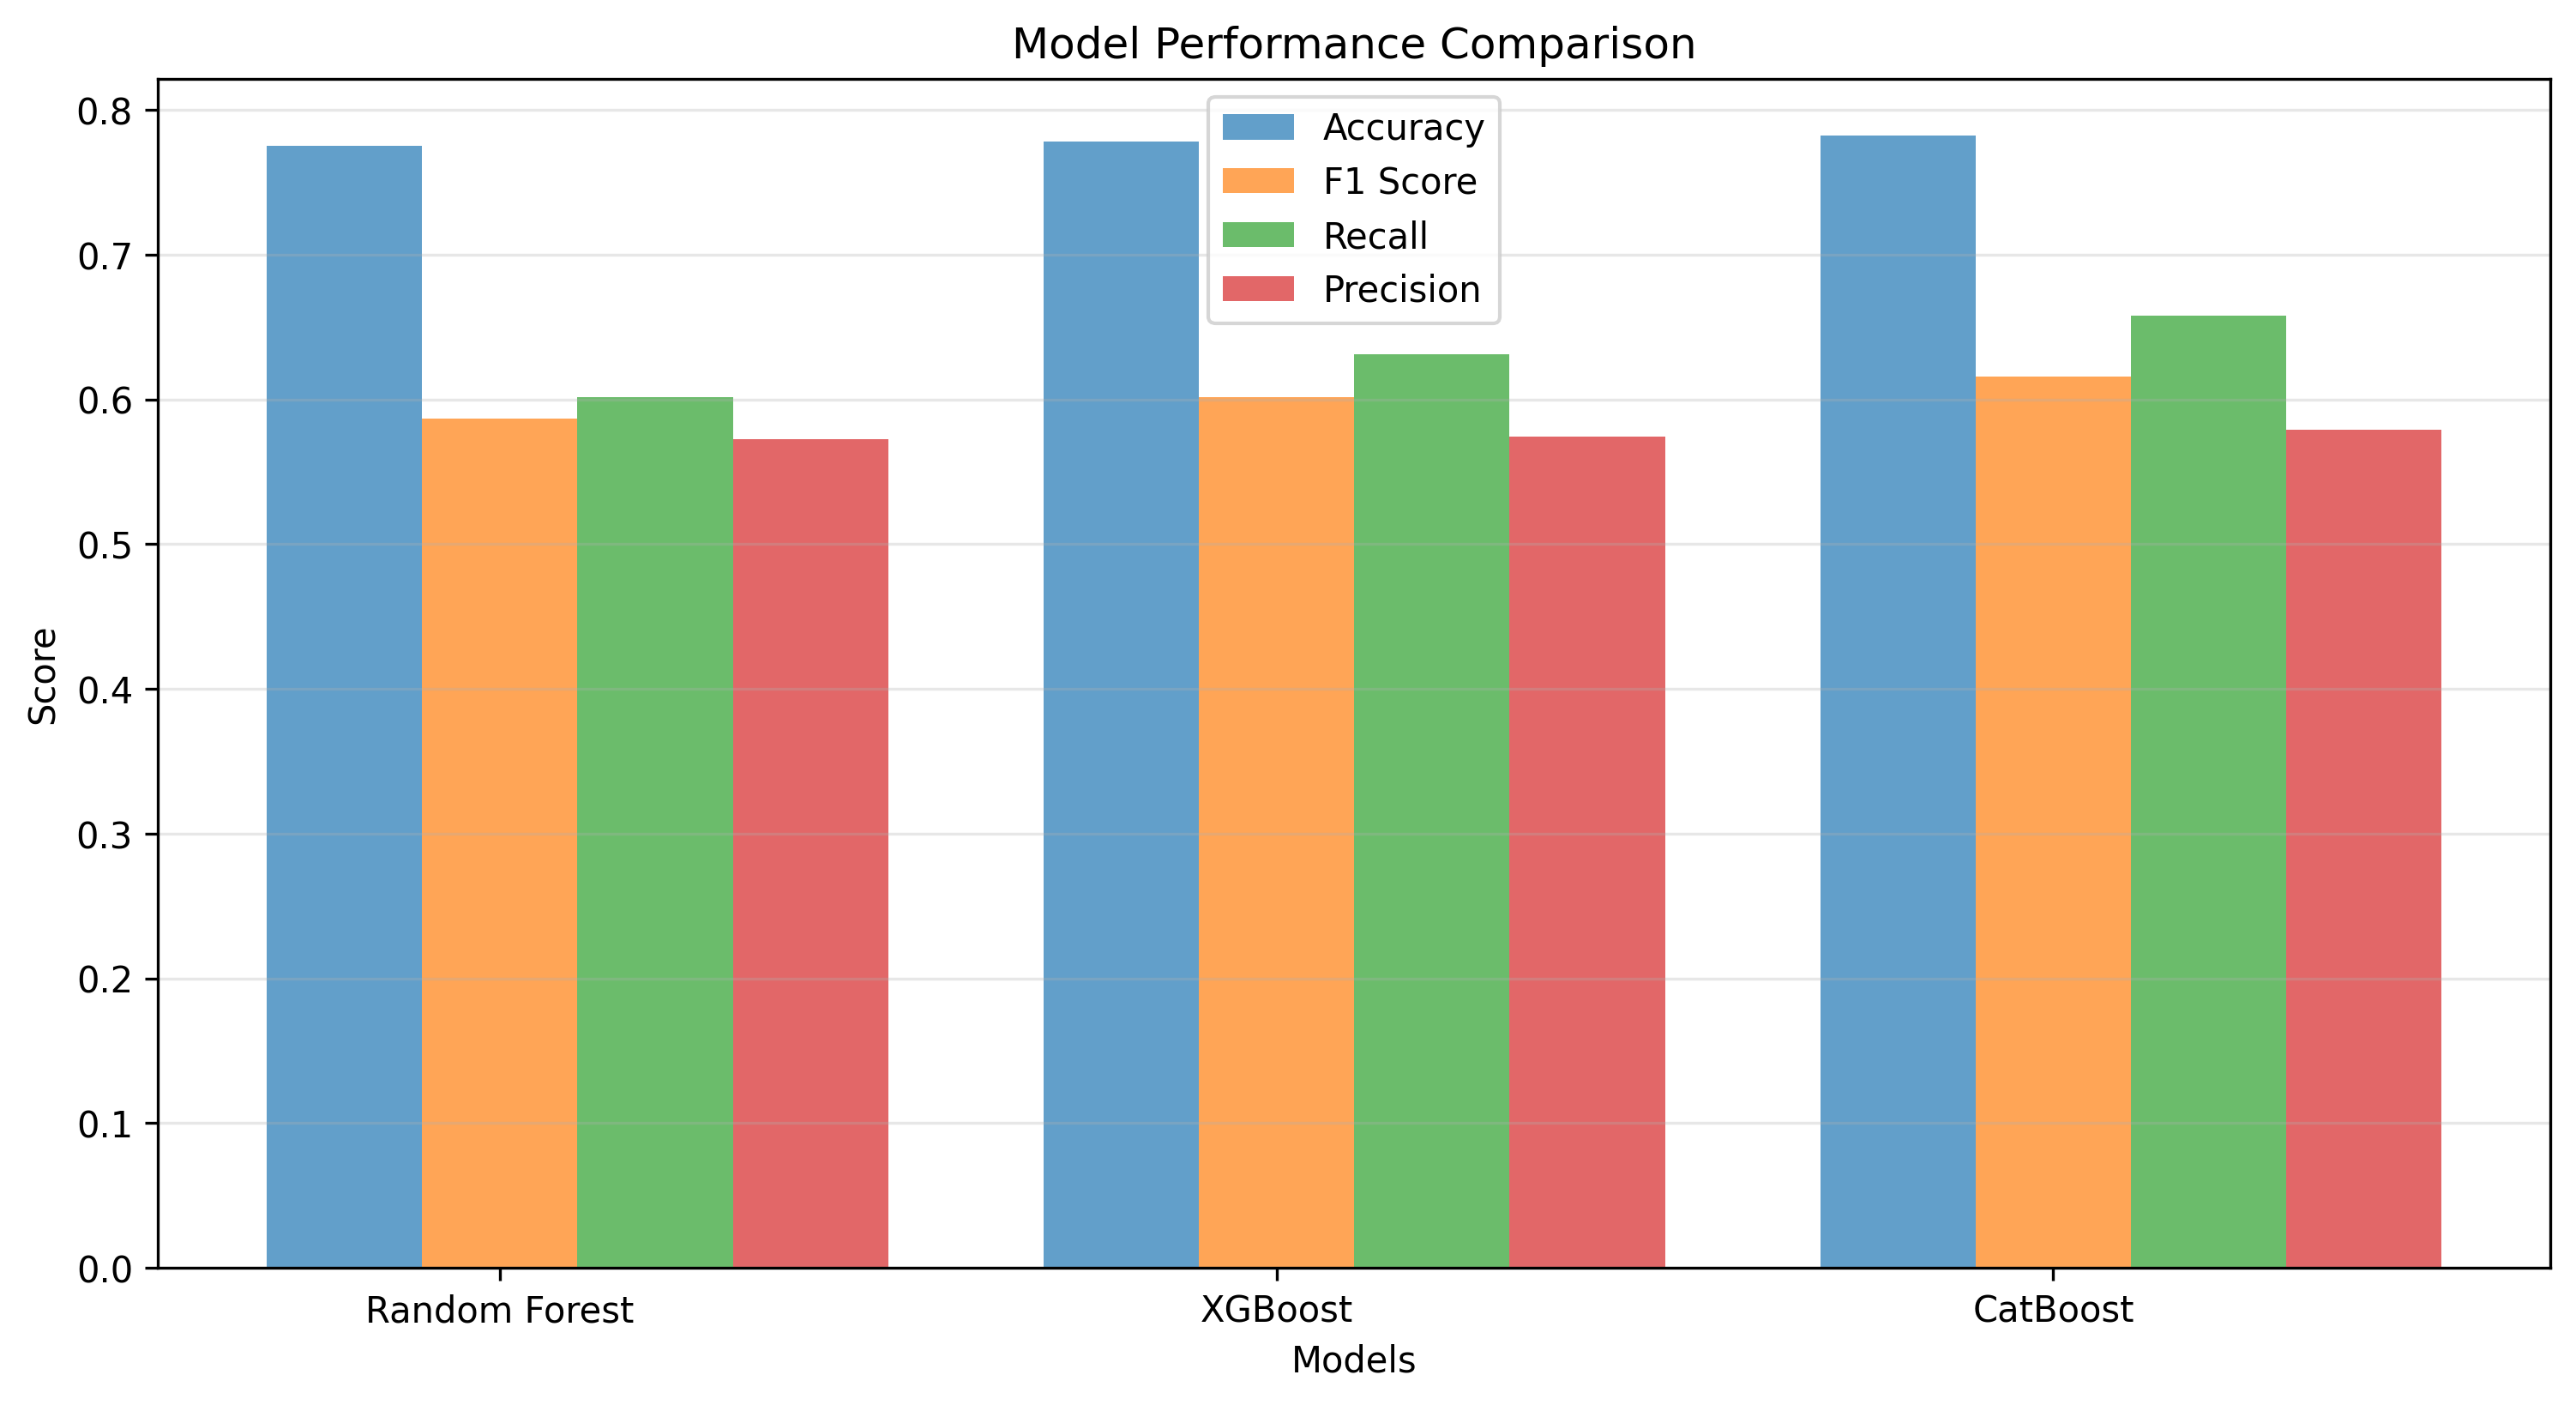 Model Performance Comparison
Accuracy
F1 Score
Recall
Precision
Score
0.8
0.7
0.6
0.5
0.4
0.3
0.2
0.1
0.0
Random Forest
XGBoost
CatBoost
Models